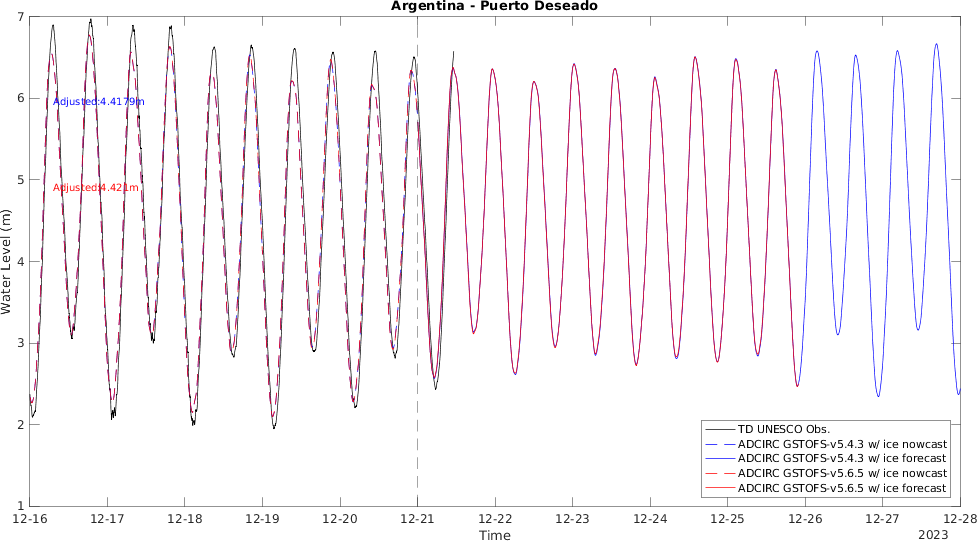 Argentina - Puerto Deseado
7
6
5
4
3
2
1
Water Level (m)
Adjusted:4.4179m
Adjusted:4.421m
TD UNESCO Obs.
ADCIRC GSTOFS-v5.4.3 w/ ice nowcast
ADCIRC GSTOFS-v5.4.3 w/ ice forecast
ADCIRC GSTOFS-v5.6.5 w/ ice nowcast
ADCIRC GSTOFS-v5.6.5 w/ ice forecast
12-16 12-17 12-18 12-19 12-20 12-21 12-22 12-23 12-24 12-25 12-26 12-27 12-28
Time
2023